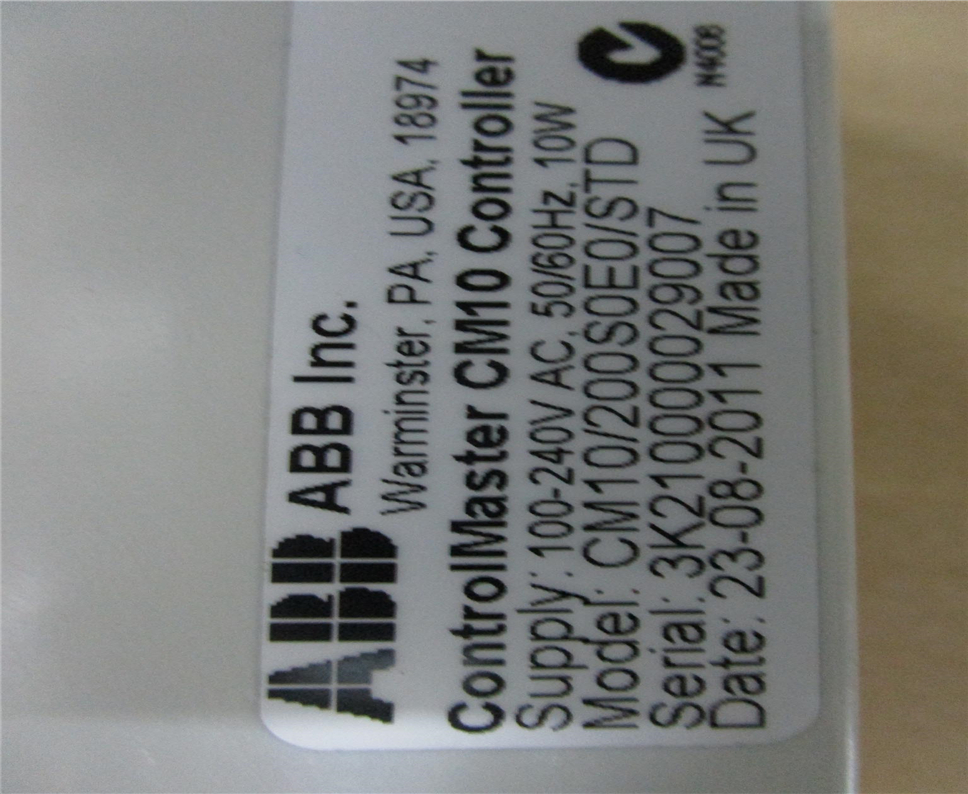 ABB ABB Inc.
Warminster, PA, USA, 18974
ControlMaster CM10 Controller
Supply: 100-240V AC, 50/60Hz, 10W
Model: CM10/200S0E0/STD
Serial: 3K210000029007
Date: 23-08-2011 Made in UK
N4008